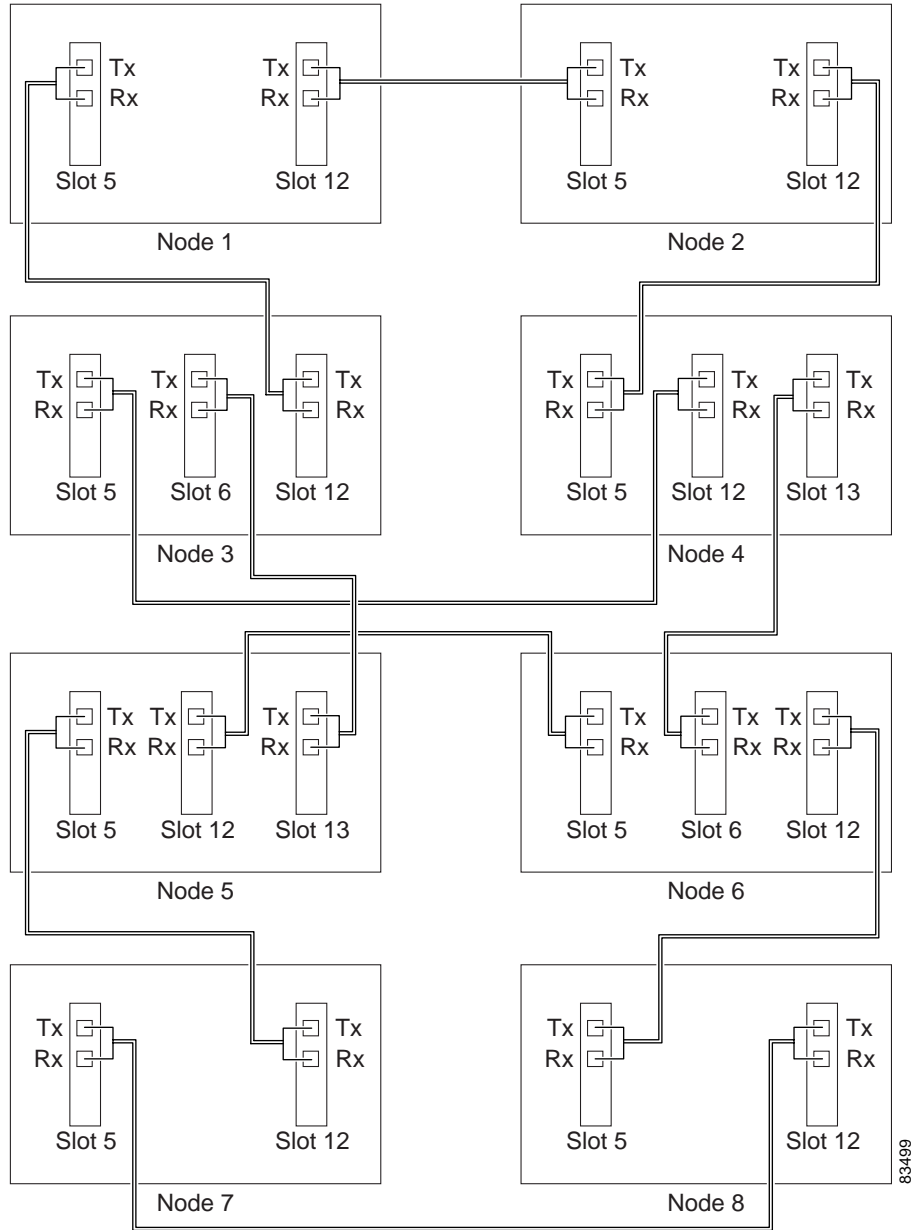 Tx Tx Tx Tx
Rx Rx Rx Rx
Slot 5 Slot 12 Slot 5 Slot 12
Node 1 Node 2
Tx Tx Tx Tx Tx Tx
Rx Rx Rx Rx Rx Rx
Slot 5 Slot 6 Slot 12 Slot 5 Slot 12 Slot 13
Node 3 Node 4
Tx Tx Tx Tx Tx Tx
Rx Rx Rx Rx Rx Rx
Slot 5 Slot 12 Slot 13 Slot 5 Slot 6 Slot 12
Node 5 Node 6
Tx Tx Tx Tx
Rx Rx Rx Rx
Slot 5 Slot 12 Slot 5 Slot 12
Node 7 Node 8
83499